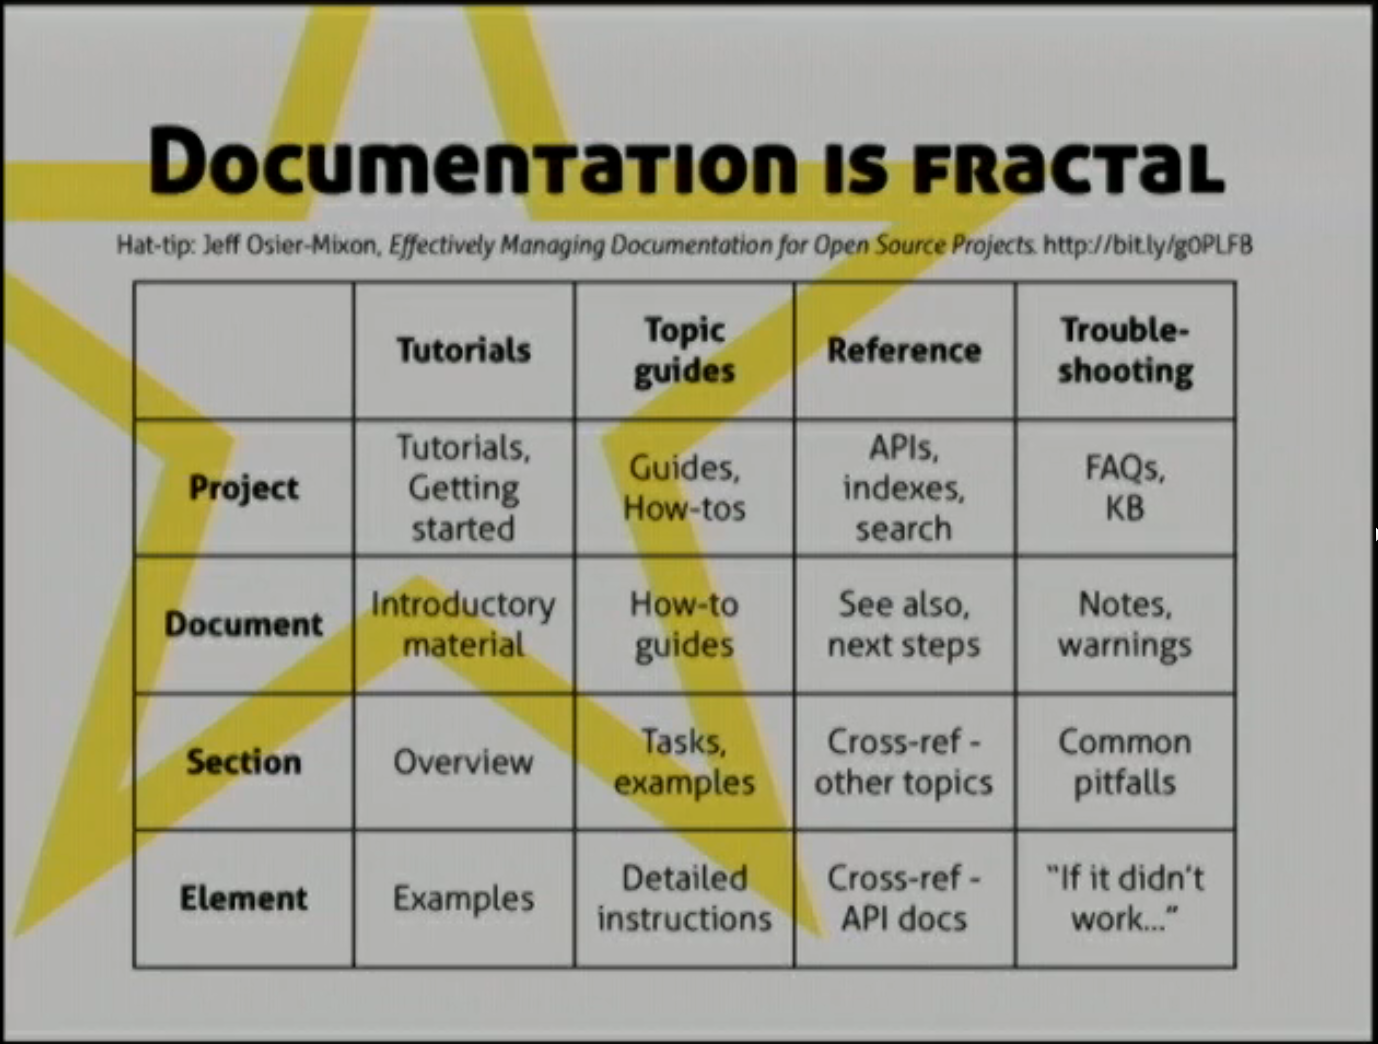 Documentation is fractal
Hat-tip: Jeff Osier-Mixon, Effectively Managing Documentation for Open Source Projects. http://bit.ly/g0PLFB
Tutorials
Topic
guides
Reference
Trouble-
shooting
Project
Tutorials,
Getting
started
Guides,
How-tos
APIs,
indexes,
search
FAQs,
KB
Document
Introductory
material
How-to
guides
See also,
next steps
Notes,
warnings
Section
Overview
Tasks,
examples
Cross-ref -
other topics
Common
pitfalls
Element
Examples
Detailed
instructions
Cross-ref -
API docs
“If it didn't
work...”